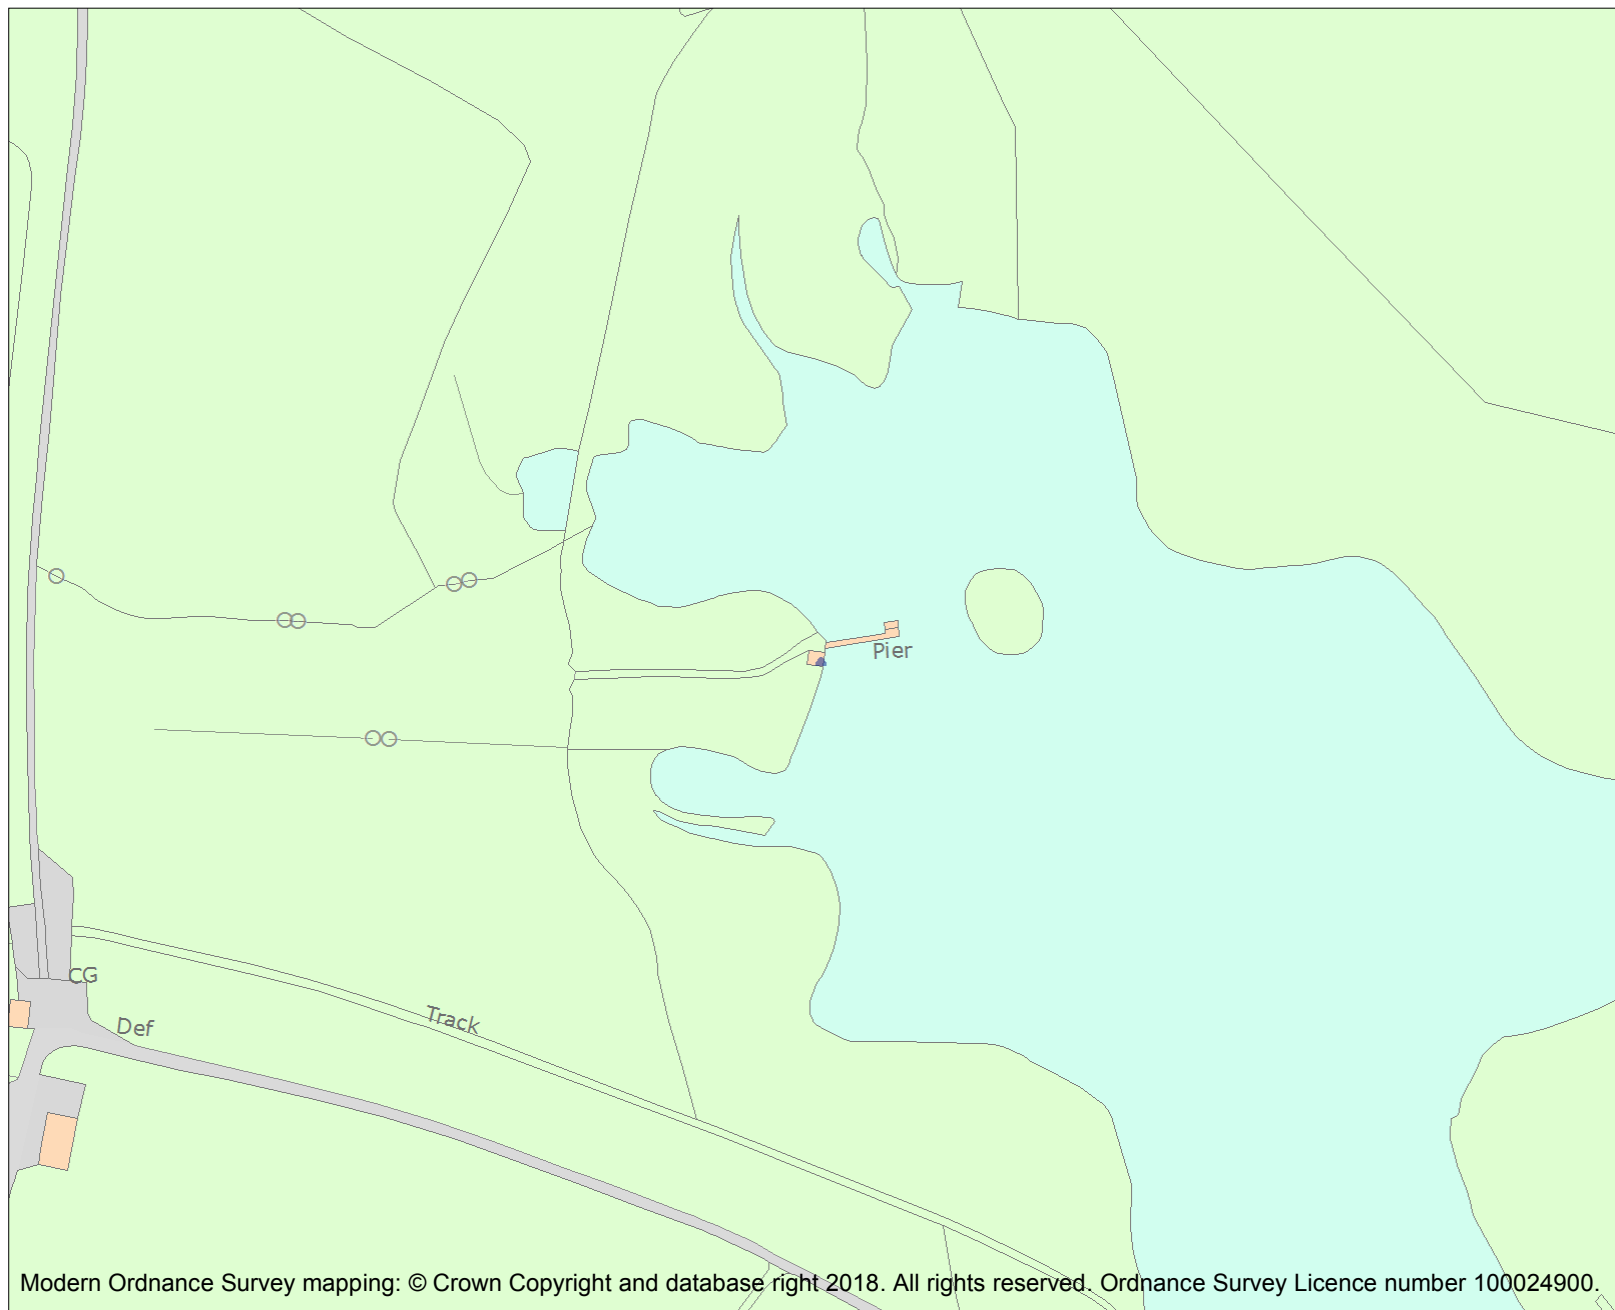 Pier
CG
Track
Def
Modern Ordnance Survey mapping: © Crown Copyright and database right 2018. All rights reserved. Ordnance Survey Licence number 100024900.